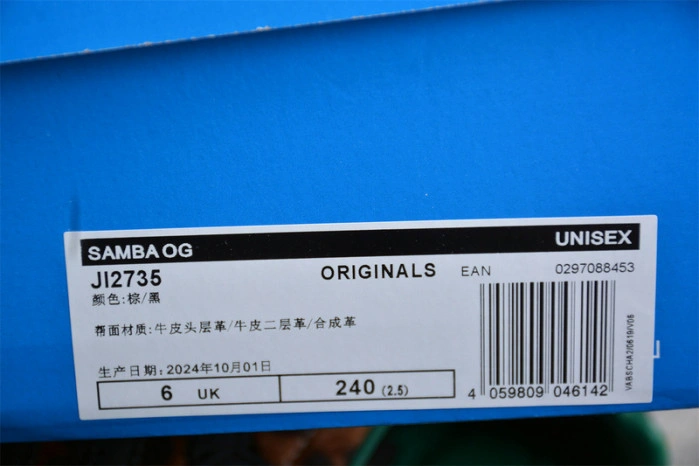 SAMBA OG UNISEX
JI2735 ORIGINALS EAN 0297088453
颜色:棕/黑
帮面材质:牛皮头层革/牛皮二层革/合成革
生产日期:2024年10月01日
6 UK 240 (2.5)
4 059809 046142